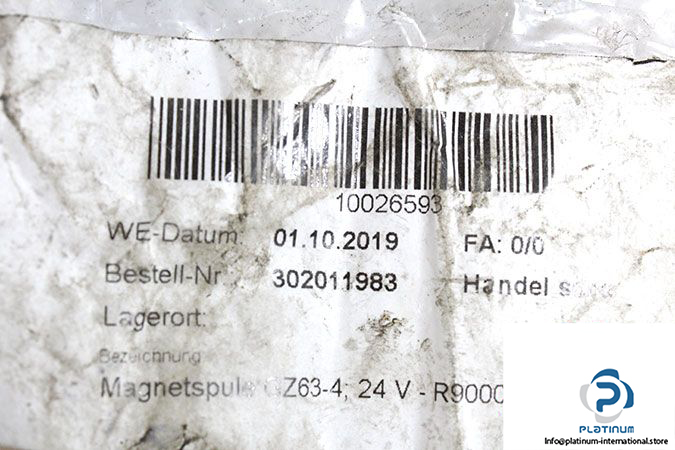 10026593
WE-Datum: 01.10.2019 FA: 0/0
Bestell-Nr 302011983 Handel
Lagerort:
Bezeichnung
Magnetspule GZ63-4; 24 V - R9000
PLATINUM
Info@platinum-international.store